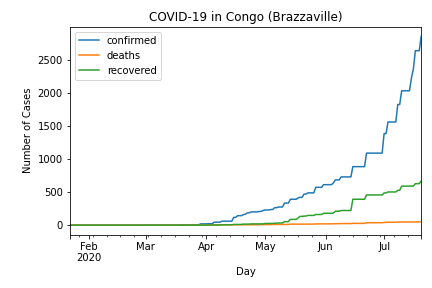 COVID-19 in Congo (Brazzaville)
confirmed
deaths
recovered
Number of Cases
2500
2000
1500
1000
500
0
Feb Mar Apr May Jun Jul
2020
Day